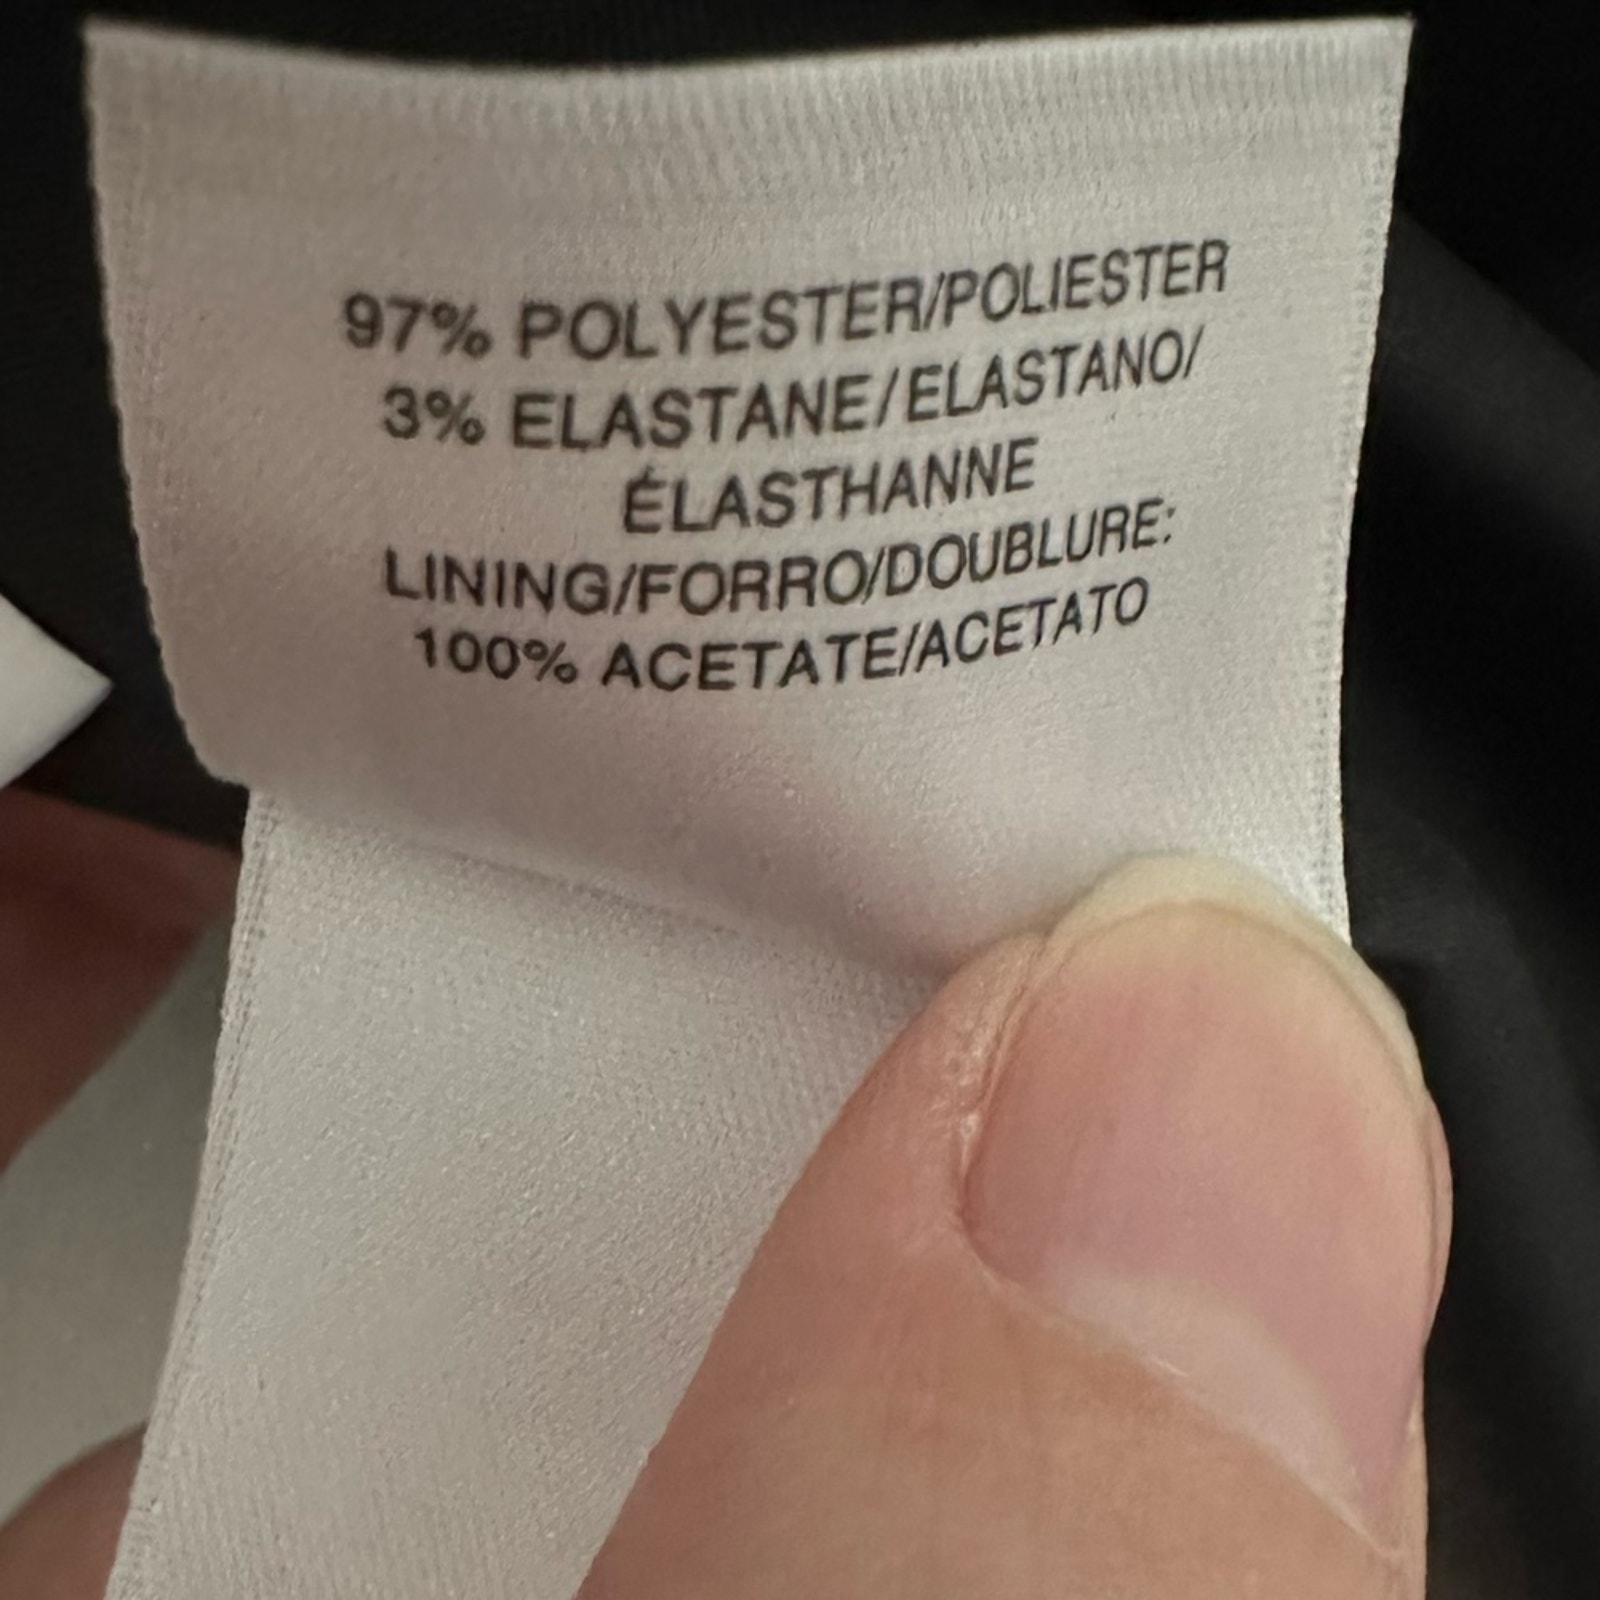 97% POLYESTER/POLIESTER
3% ELASTANE/ELASTANO/
ÉLASTHANNE
LINING/FORRO/DOUBLURE:
100% ACETATE/ACETATO